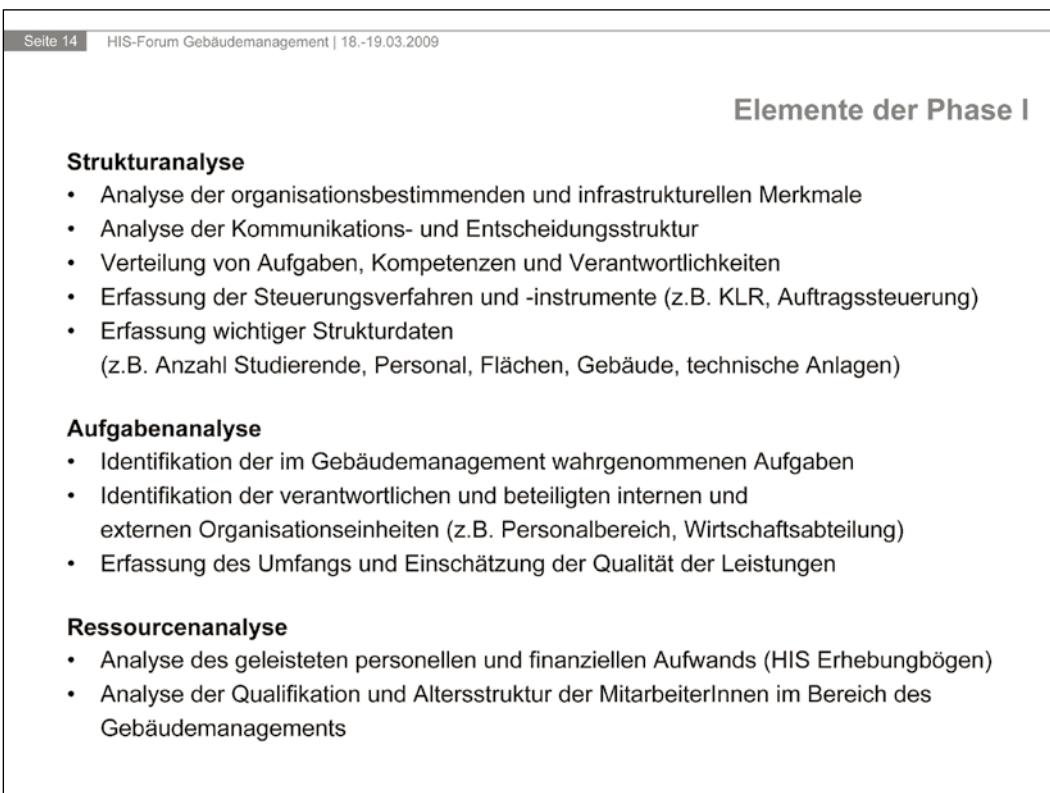 Seite 14 HIS-Forum Gebäudemanagement | 18.-19.03.2009
Elemente der Phase I
Strukturanalyse
• Analyse der organisationsbestimmenden und infrastrukturellen Merkmale
• Analyse der Kommunikations- und Entscheidungsstruktur
• Verteilung von Aufgaben, Kompetenzen und Verantwortlichkeiten
• Erfassung der Steuerungsverfahren und -instrumente (z.B. KLR, Auftragssteuerung)
• Erfassung wichtiger Strukturdaten
(z.B. Anzahl Studierende, Personal, Flächen, Gebäude, technische Anlagen)
Aufgabenanalyse
• Identifikation der im Gebäudemanagement wahrgenommenen Aufgaben
• Identifikation der verantwortlichen und beteiligten internen und
externen Organisationseinheiten (z.B. Personalbereich, Wirtschaftsabteilung)
• Erfassung des Umfangs und Einschätzung der Qualität der Leistungen
Ressourcenanalyse
• Analyse des geleisteten personellen und finanziellen Aufwands (HIS Erhebungbögen)
• Analyse der Qualifikation und Altersstruktur der MitarbeiterInnen im Bereich des
Gebäudemanagements